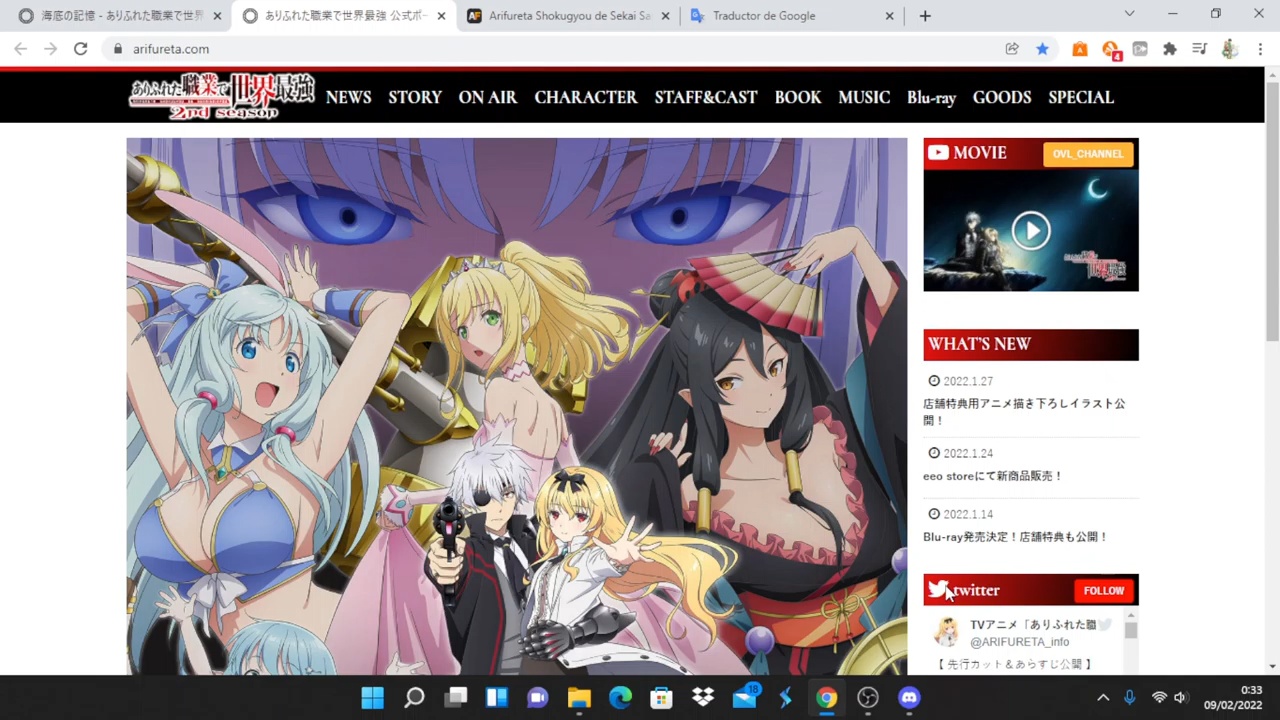 海底の記憶 - ありふれた職業で世界
ありふれた職業で世界最強 公式ポー
Arifureta Shokugyou de Sekai Sa
Traductor de Google
arifureta.com
4
ありふれた職業で世界最強
2nd season
NEWS STORY ON AIR CHARACTER STAFF&CAST BOOK MUSIC Blu-ray GOODS SPECIAL
MOVIE
OVL_CHANNEL
WHAT'S NEW
2022.1.27
店舗特典用アニメ描き下ろしイラスト公
開！
2022.1.24
eeo storeにて新商品販売！
2022.1.14
Blu-ray発売決定！店舗特典も公開！
twitter
FOLLOW
TVアニメ「ありふれた職
@ARIFURETA_info
【 先行カット＆あらすじ公開 】
18
0:33
09/02/2022